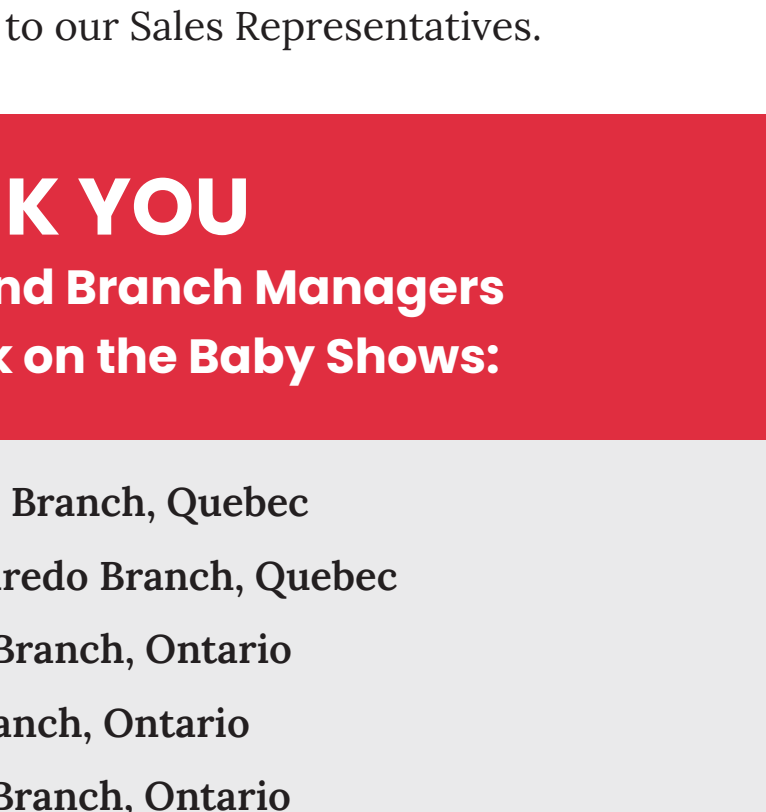 to our Sales Representatives.
K YOU
nd Branch Managers
k on the Baby Shows:
Branch, Quebec
redo Branch, Quebec
Branch, Ontario
anch, Ontario
Branch, Ontario